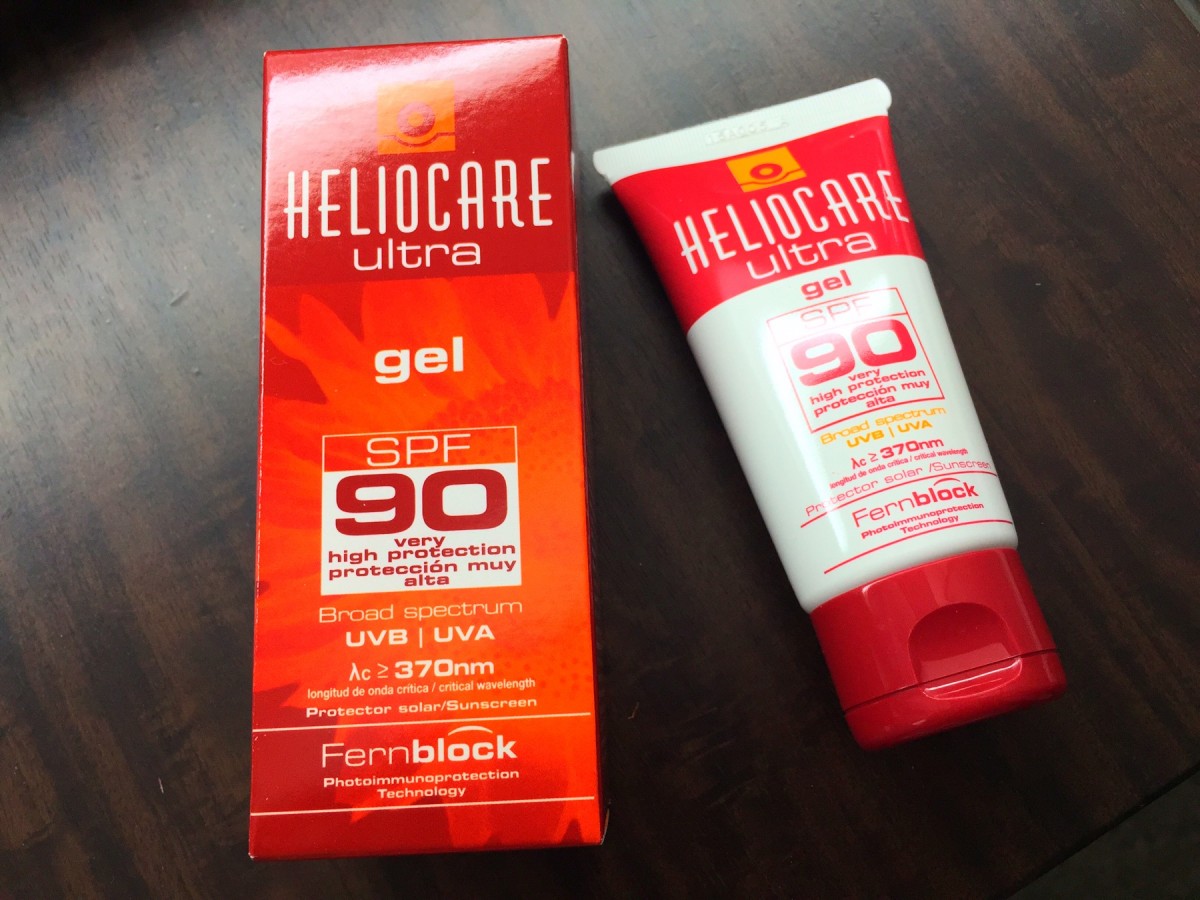 HELIOCARE
ultra
gel
SPF
90
very
high protection
protección muy
alta
Broad spectrum
UVB | UVA
λc ≥ 370nm
longitud de onda crítica / critical wavelength
Protector solar/Sunscreen
Fernblock
Photoimmunoprotection
Technology
HELIOCARE
ultra
gel
SPF
90
very
high protection
protección muy
alta
Broad spectrum
UVB | UVA
λc ≥ 370nm
longitud de onda crítica / critical wavelength
Protector solar /Sunscreen
Fernblock
Photoimmunoprotection
Technology